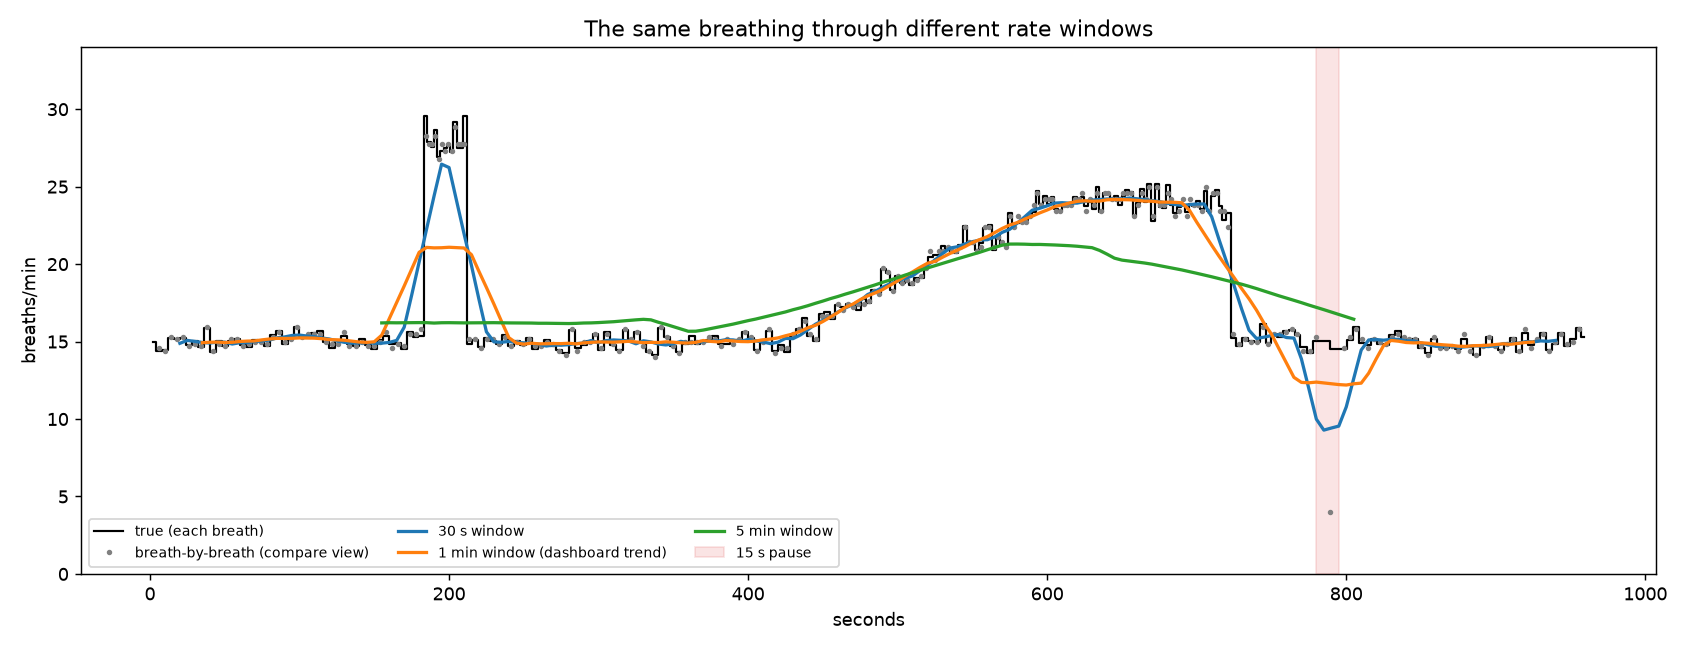 The same breathing through different rate windows
breaths/min
30
25
20
15
10
5
0
true (each breath)
breath-by-breath (compare view)
30 s window
1 min window (dashboard trend)
5 min window
15 s pause
0 200 400 600 800 1000
seconds